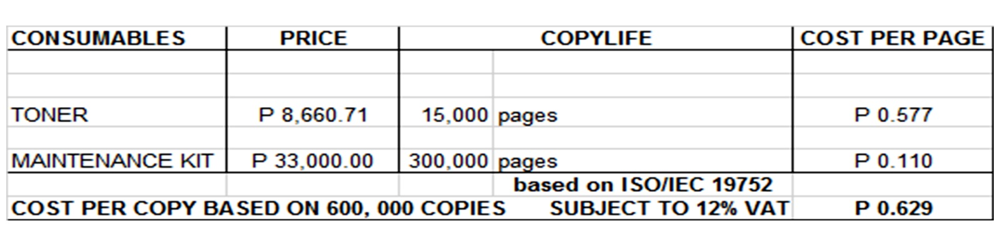 CONSUMABLES PRICE COPYLIFE COST PER PAGE
TONER P 8,660.71 15,000 pages P 0.577
MAINTENANCE KIT P 33,000.00 300,000 pages P 0.110
based on ISO/IEC 19752
COST PER COPY BASED ON 600, 000 COPIES SUBJECT TO 12% VAT P 0.629